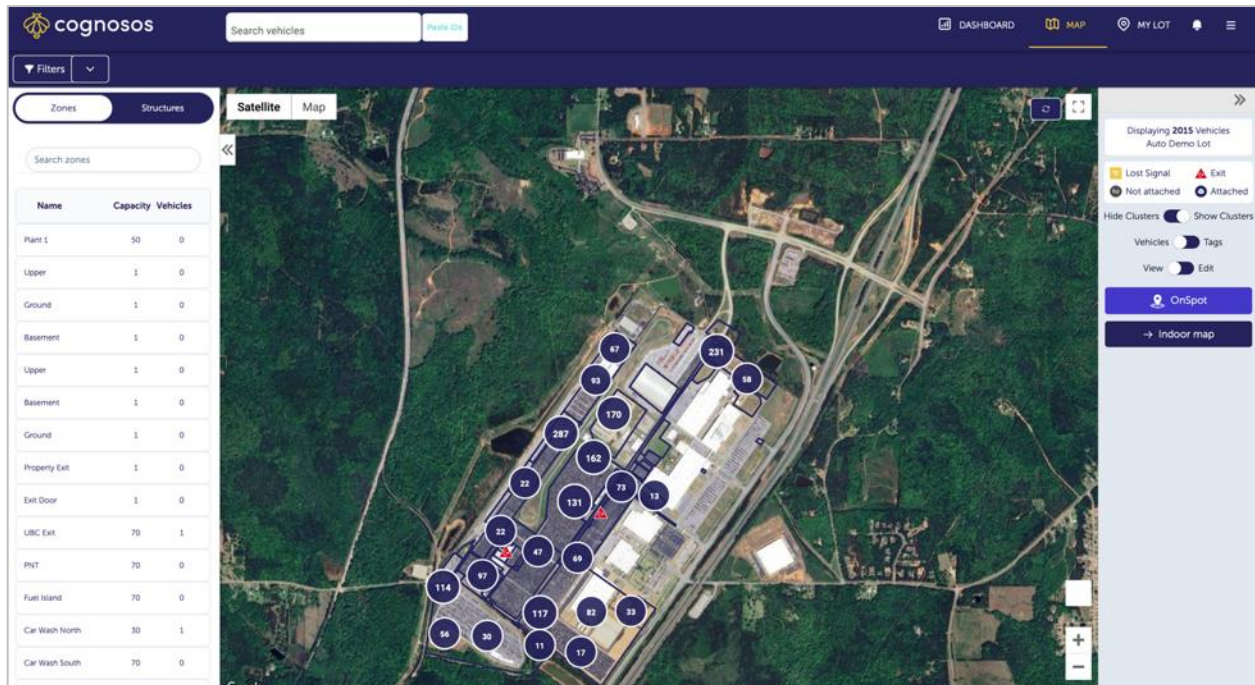 cognosos
Search vehicles
Paste IDs
DASHBOARD
MAP
MY LOT
Filters
Zones
Structures
Search zones
Name Capacity Vehicles
Plant 1 50 0
Upper 1 0
Ground 1 0
Basement 1 0
Upper 1 0
Basement 1 0
Ground 1 0
Property Exit 1 0
Exit Door 1 0
UBC Exit 70 1
PNT 70 0
Fuel Island 70 0
Car Wash North 30 1
Car Wash South 70 0
Satellite Map
67
231
93
58
170
287
162
22
73
13
131
22
47
69
97
114
117
82
33
56
30
11
17
Displaying 2015 Vehicles
Auto Demo Lot
Lost Signal Exit
Not attached Attached
Hide Clusters Show Clusters
Vehicles Tags
View Edit
OnSpot
→ Indoor map
+
−